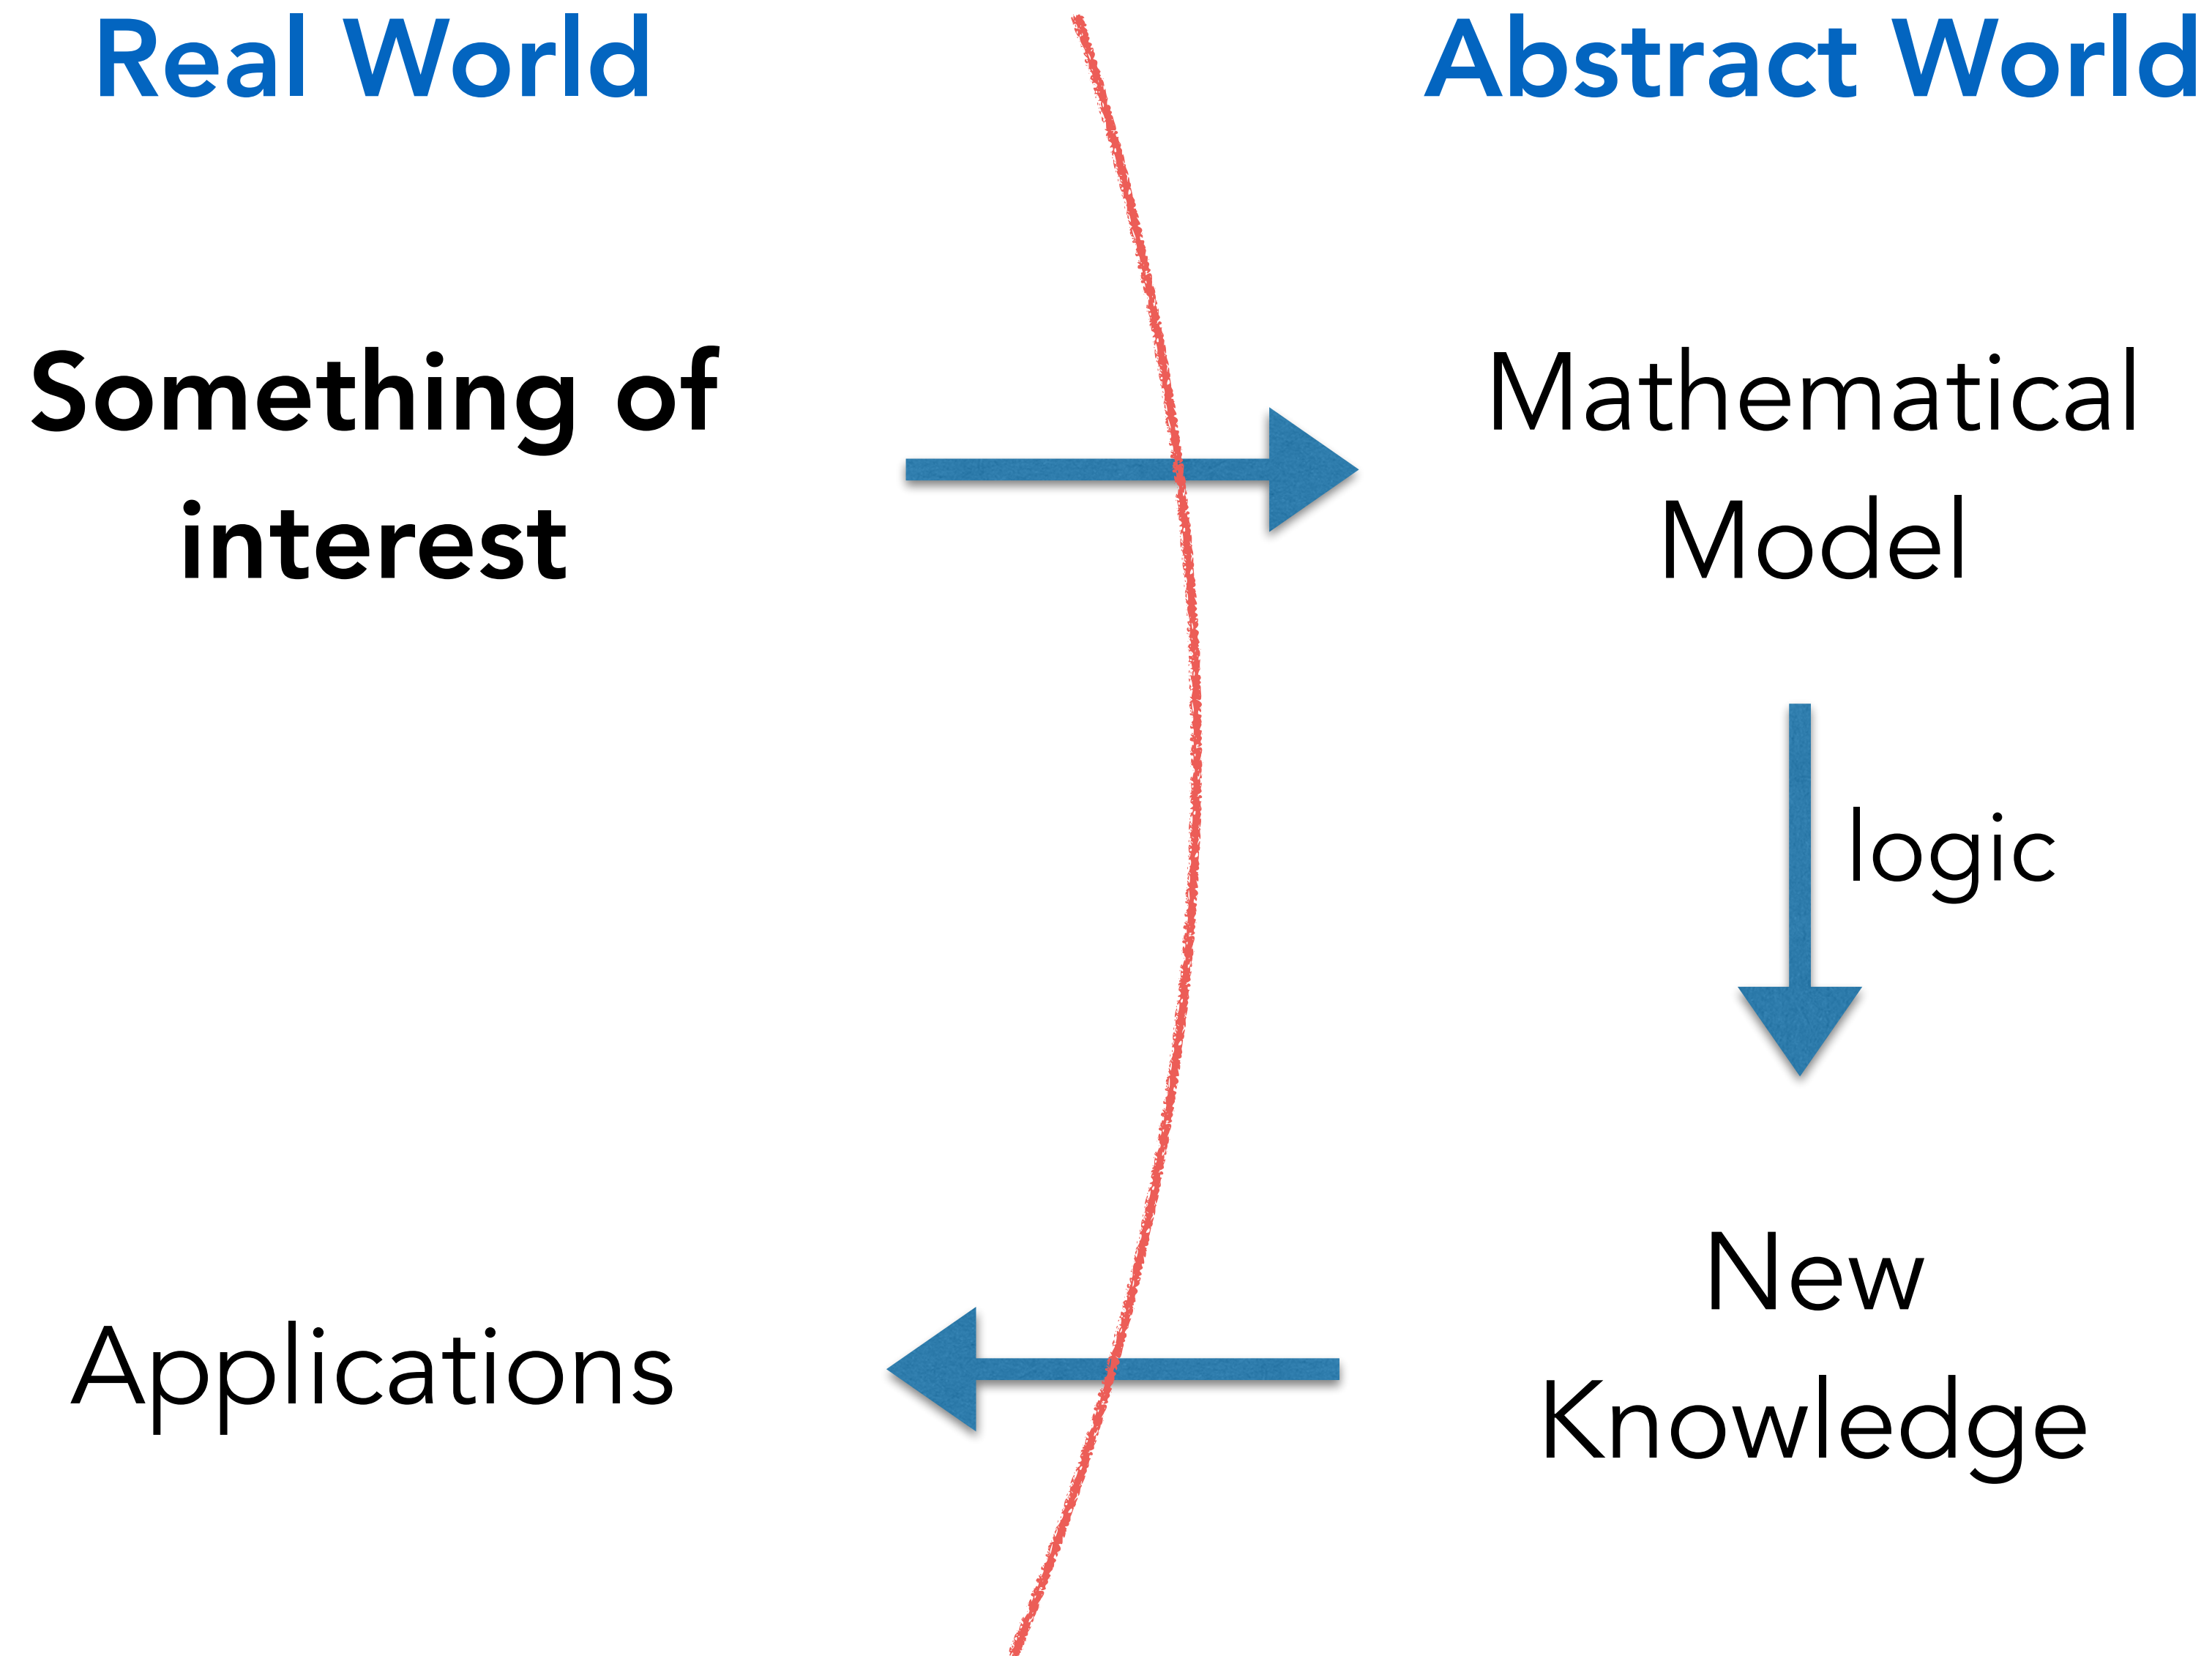 Real World
Abstract World
Something of
interest
Mathematical
Model
logic
New
Knowledge
Applications